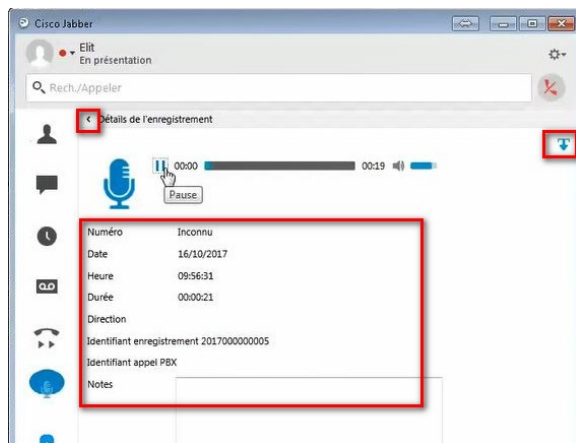 Cisco Jabber
Elit
En présentation
Rech./Appeler
Détails de l'enregistrement
00:00
00:19
Pause
Numéro Inconnu
Date 16/10/2017
Heure 09:56:31
Durée 00:00:21
Direction
Identifiant enregistrement 2017000000005
Identifiant appel PBX
Notes